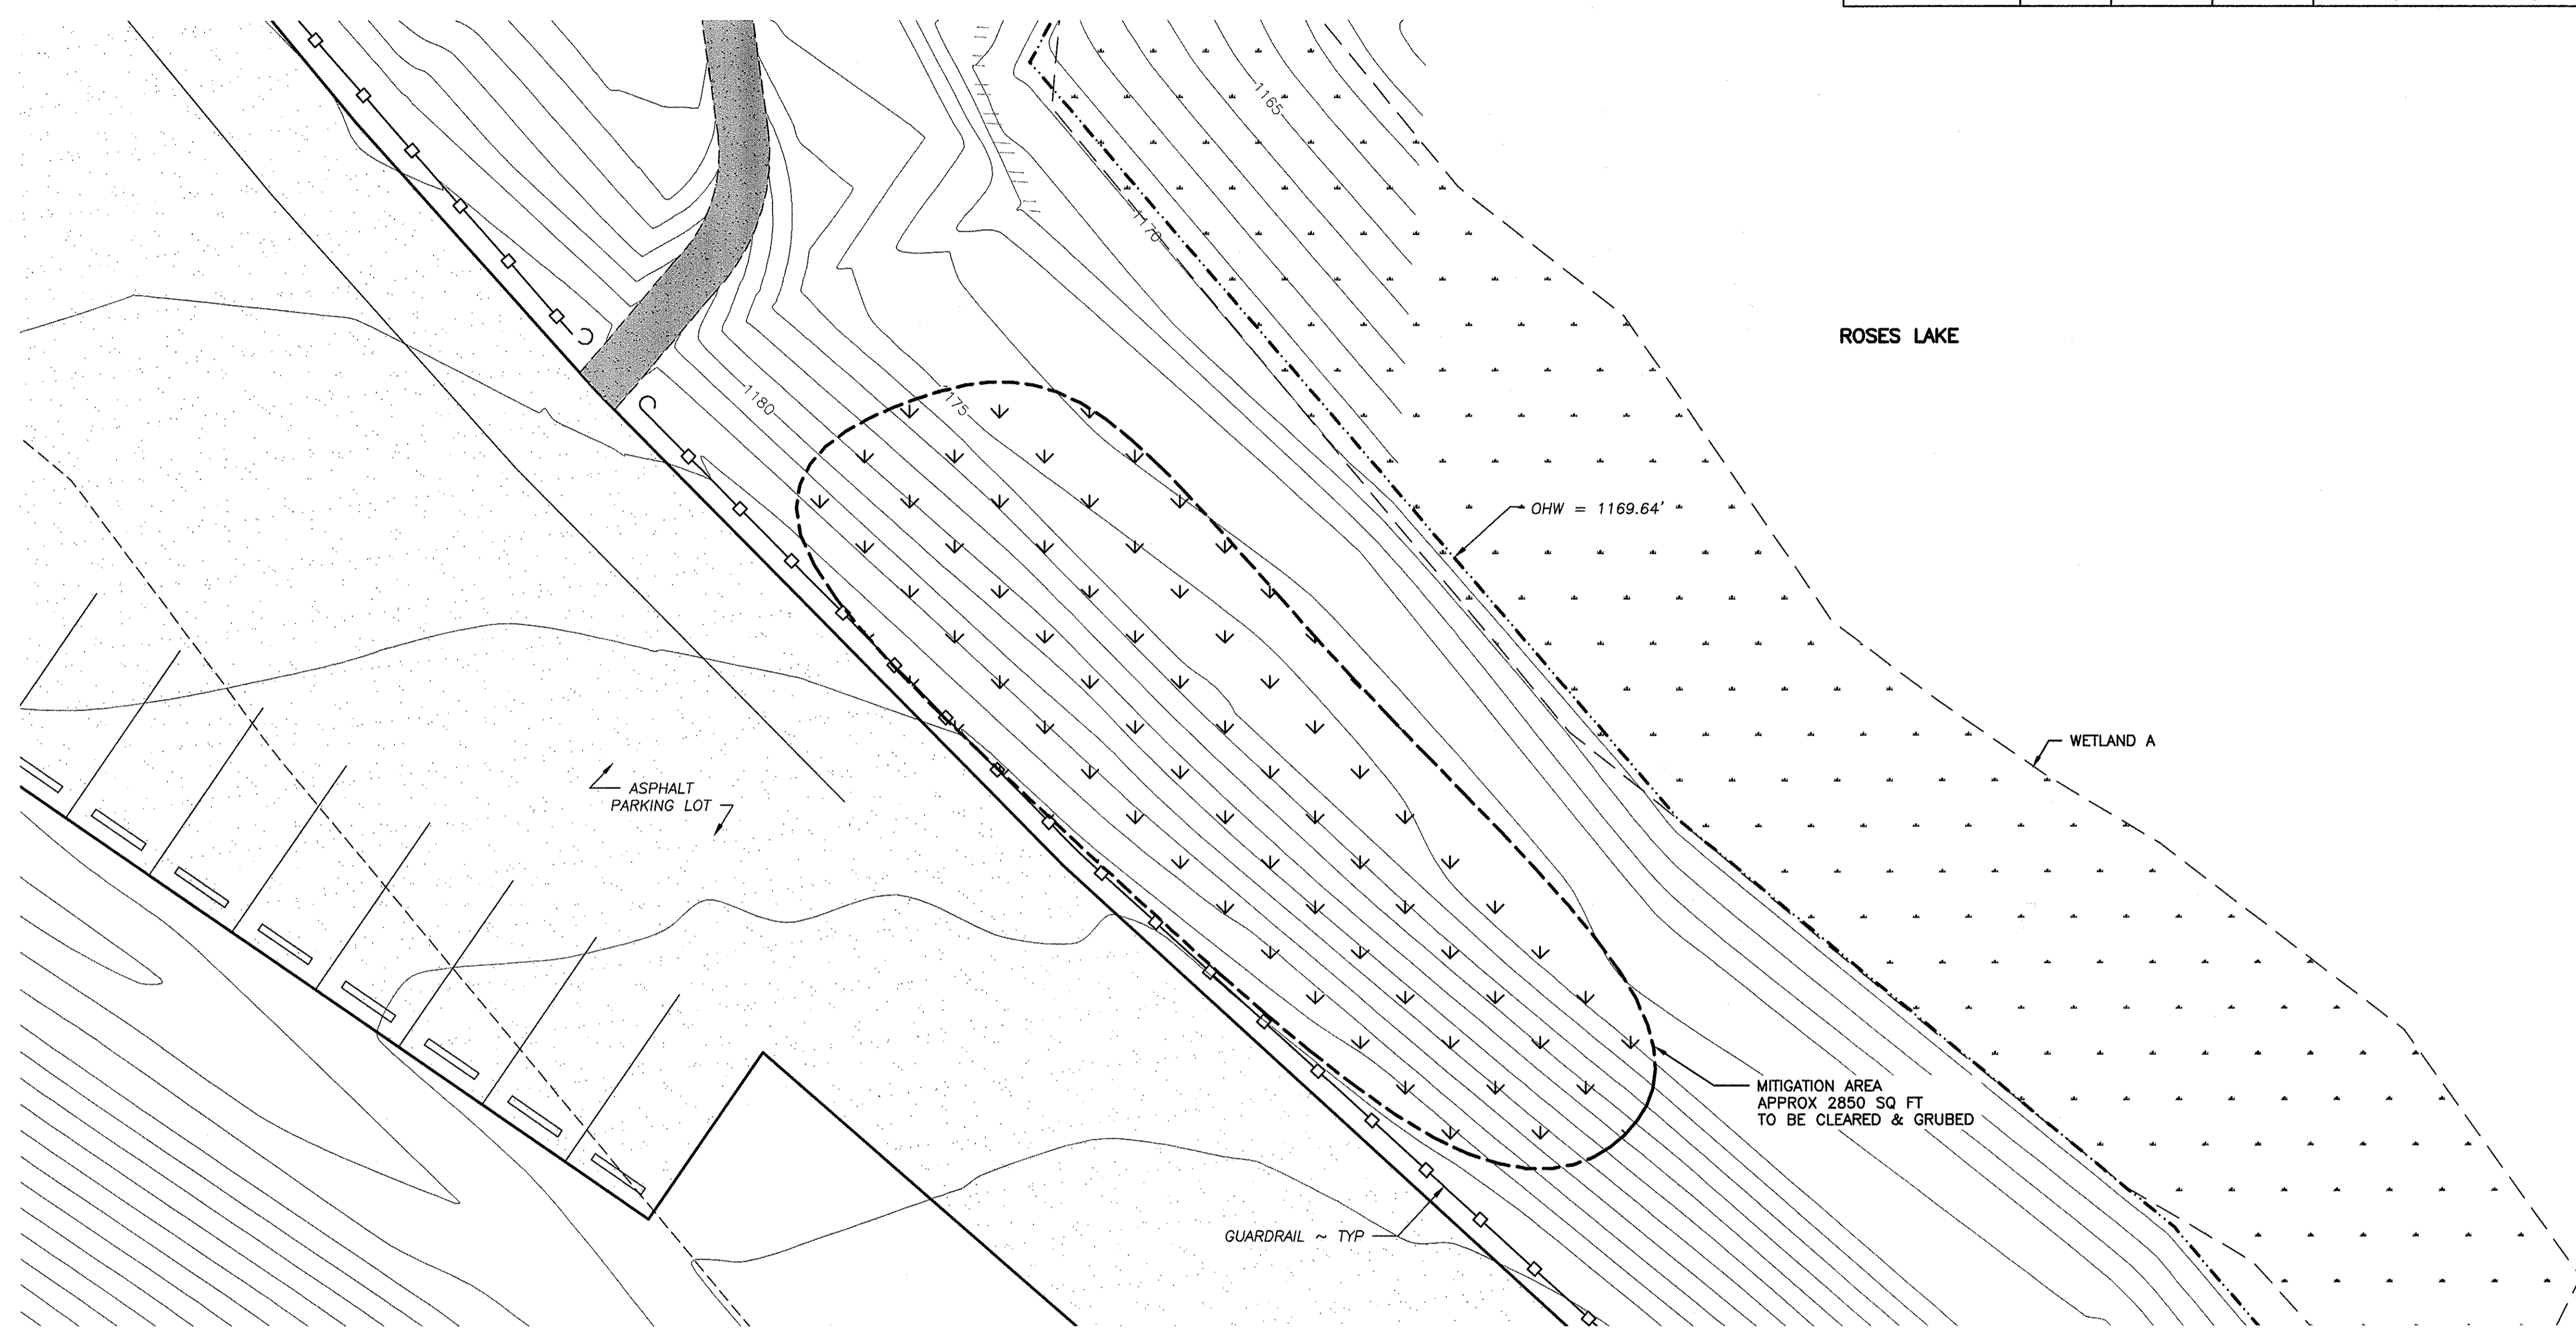 1165
1170
ROSES LAKE
1180
1175
OHW = 1169.64'
WETLAND A
ASPHALT
PARKING LOT
MITIGATION AREA
APPROX 2850 SQ FT
TO BE CLEARED & GRUBED
GUARDRAIL ~ TYP